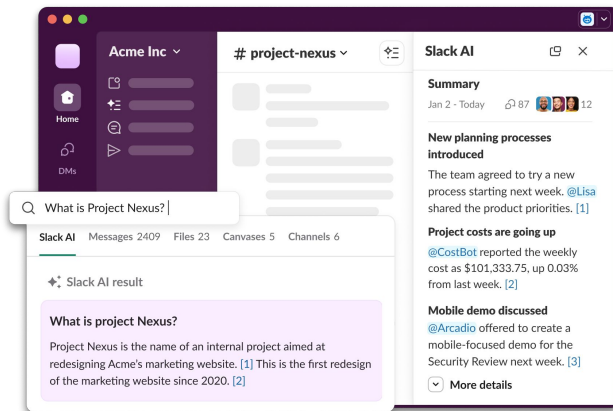 Acme Inc
# project-nexus
Slack AI
Home
DMs
What is Project Nexus?
Slack AI
Messages 2409
Files 23
Canvases 5
Channels 6
Slack AI result
What is project Nexus?
Project Nexus is the name of an internal project aimed at
redesigning Acme's marketing website. [1] This is the first redesign
of the marketing website since 2020. [2]
Summary
Jan 2 - Today
87
12
New planning processes
introduced
The team agreed to try a new
process starting next week. @Lisa
shared the product priorities. [1]
Project costs are going up
@CostBot reported the weekly
cost as $101,333.75, up 0.03%
from last week. [2]
Mobile demo discussed
@Arcadio offered to create a
mobile-focused demo for the
Security Review next week. [3]
More details